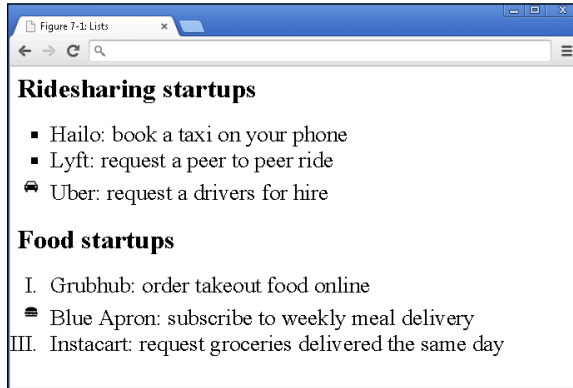 Figure 7-1: Lists
Ridesharing startups
Hailo: book a taxi on your phone
Lyft: request a peer to peer ride
Uber: request a drivers for hire
Food startups
I. Grubhub: order takeout food online
Blue Apron: subscribe to weekly meal delivery
III. Instacart: request groceries delivered the same day